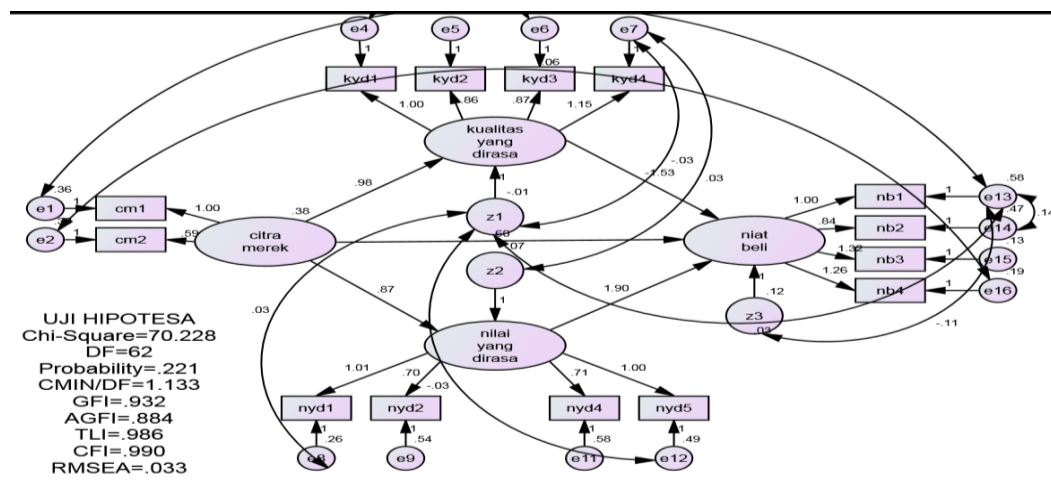 e4
e5
e6
e7
1
1
1
1
.06
kyd1
kyd2
kyd3
kyd4
1.00
.86
.87
1.15
kualitas
yang
dirasa
-.03
-1.53
.03
.98
1
-.01
.36
.58
e1
1
cm1
1.00
.38
z1
nb1
1
e13
1.00
.47
.14
e2
1
cm2
.59
citra
merek
.60
.07
niat
beli
.84
nb2
1
e14
.13
1.32
nb3
1
e15
z2
1.26
.19
nb4
1
e16
.87
1
1.90
1
.12
.03
z3
.03
-.11
nilai
yang
dirasa
UJI HIPOTESA
Chi-Square=70.228
DF=62
Probability=.221
CMIN/DF=1.133
GFI=.932
AGFI=.884
TLI=.986
CFI=.990
RMSEA=.033
1.01
.70
-.03
.71
1.00
nyd1
nyd2
nyd4
nyd5
1
1
1
1
.26
.54
.58
.49
e8
e9
e11
e12